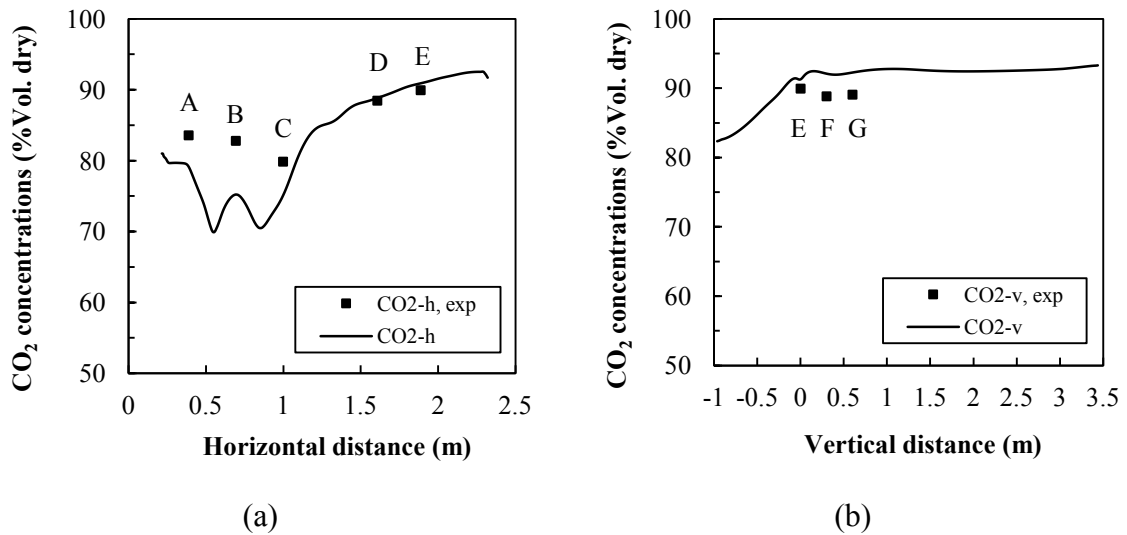 CO₂ concentrations (%Vol. dry)
100
90
80
70
60
50
A
B
C
D
E
CO2-h, exp
CO2-h
0
0.5
1
1.5
2
2.5
Horizontal distance (m)
(a)
CO₂ concentrations (%Vol. dry)
100
90
80
70
60
50
E
F
G
CO2-v, exp
CO2-v
-1
-0.5
0
0.5
1
1.5
2
2.5
3
3.5
Vertical distance (m)
(b)